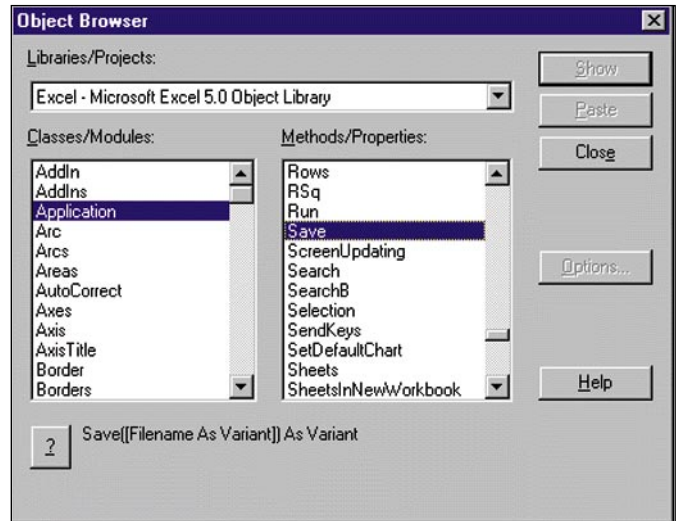 Object Browser
Libraries/Projects:
Excel - Microsoft Excel 5.0 Object Library
Classes/Modules:
AddIn
AddIns
Application
Arc
Arcs
Areas
AutoCorrect
Axes
Axis
AxisTitle
Border
Borders
Methods/Properties:
Rows
RSq
Run
Save
ScreenUpdating
Search
SearchB
Selection
SendKeys
SetDefaultChart
Sheets
SheetsInNewWorkbook
Show
Paste
Close
Options...
Help
? Save([Filename As Variant]) As Variant